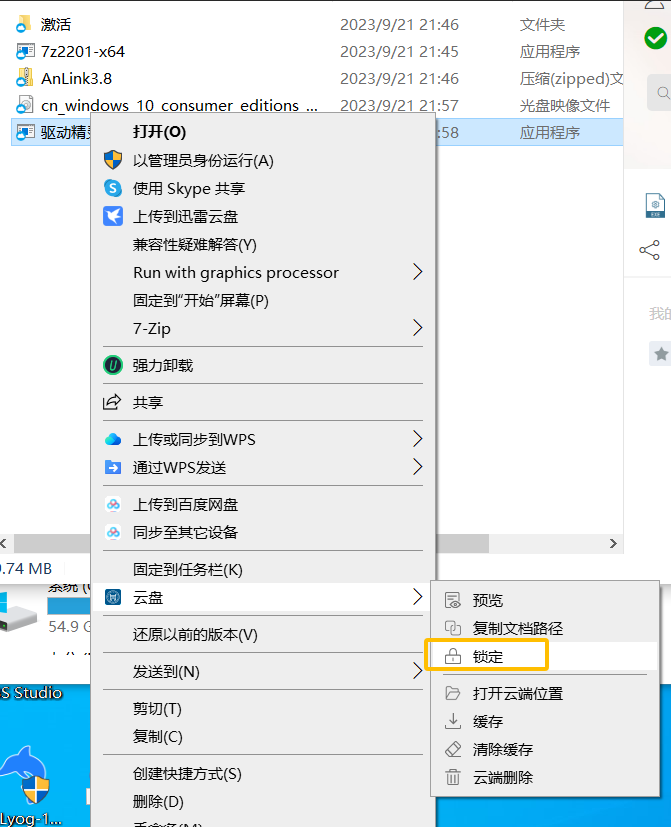 激活 2023/9/21 21:46 文件夹
7z2201-x64 2023/9/21 21:45 应用程序
AnLink3.8 2023/9/21 21:46 压缩(zipped)文
cn_windows_10_consumer_editions_... 2023/9/21 21:57 光盘映像文件
驱动精 :58 应用程序
打开(O)
以管理员身份运行(A)
使用 Skype 共享
上传到迅雷云盘
兼容性疑难解答(Y)
Run with graphics processor
固定到“开始”屏幕(P)
7-Zip
强力卸载
共享
上传或同步到WPS
通过WPS发送
上传到百度网盘
同步至其它设备
固定到任务栏(K)
云盘
还原以前的版本(V)
发送到(N)
剪切(T)
复制(C)
创建快捷方式(S)
删除(D)
重命名(M)
预览
复制文档路径
锁定
打开云端位置
缓存
清除缓存
云端删除
EXE
我的
.74 MB
系统 (
54.9 G
S Studio
Lyog-1...